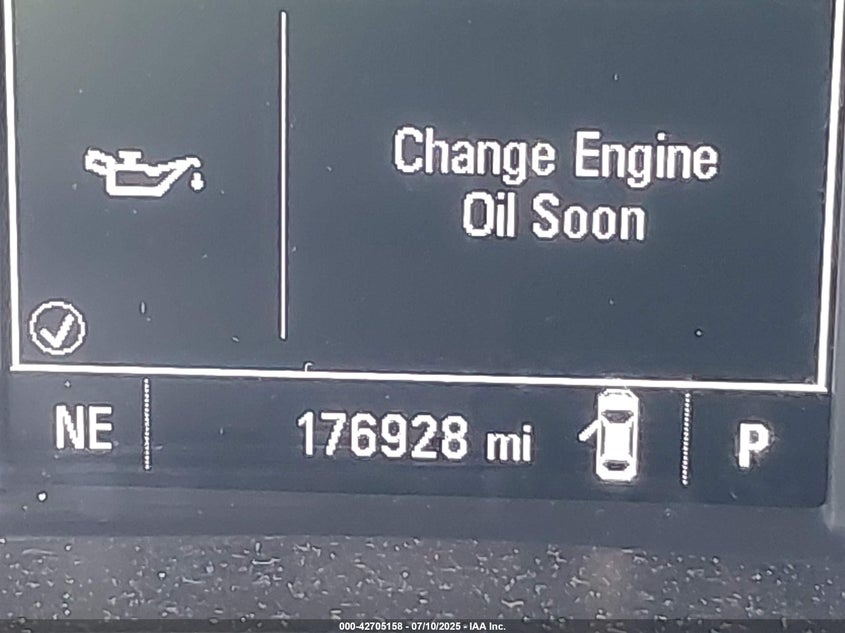 Change Engine
Oil Soon
NE
176928 mi
P
000-42705158 - 07/10/2025 - IAA Inc.